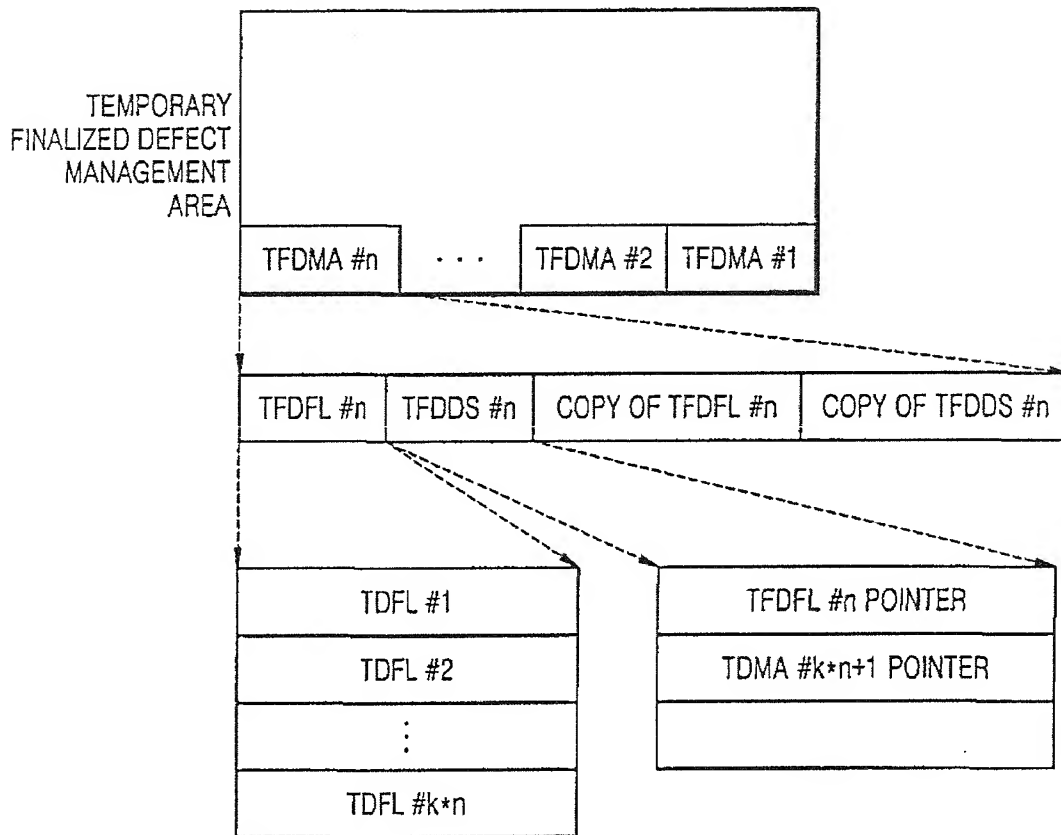 TEMPORARY
FINALIZED DEFECT
MANAGEMENT
AREA
TFDMA #n
· · ·
TFDMA #2
TFDMA #1
TFDFL #n
TFDDS #n
COPY OF TFDFL #n
COPY OF TFDDS #n
TDFL #1
TDFL #2
⋮
TDFL #k*n
TFDFL #n POINTER
TDMA #k*n+1 POINTER